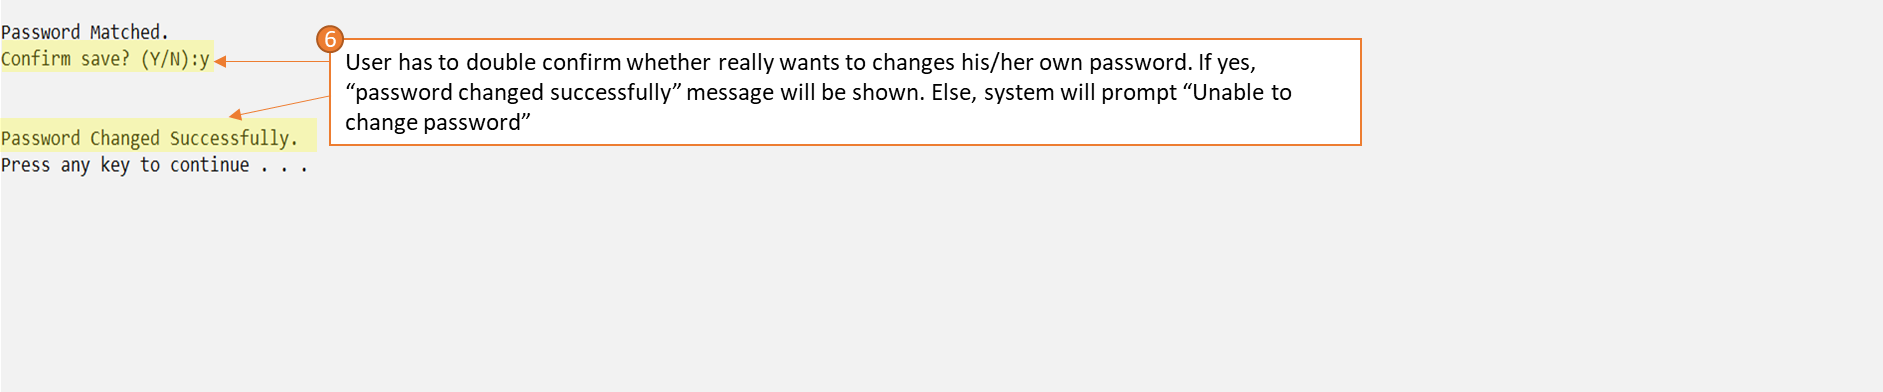 Password Matched.
Confirm save? (Y/N):y
6
User has to double confirm whether really wants to changes his/her own password. If yes,
“password changed successfully” message will be shown. Else, system will prompt “Unable to
change password”
Password Changed Successfully.
Press any key to continue . . .